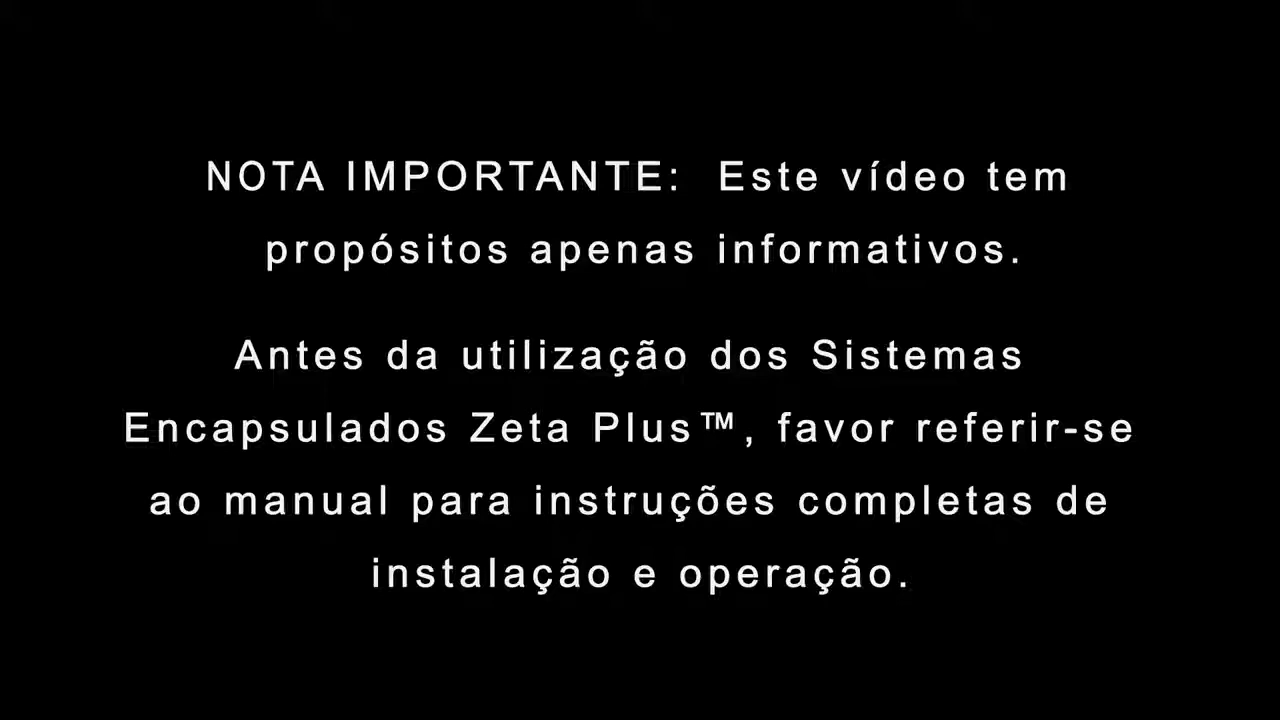 NOTA IMPORTANTE: Este vídeo tem
propósitos apenas informativos.
Antes da utilização dos Sistemas
Encapsulados Zeta Plus™, favor referir-se
ao manual para instruções completas de
instalação e operação.